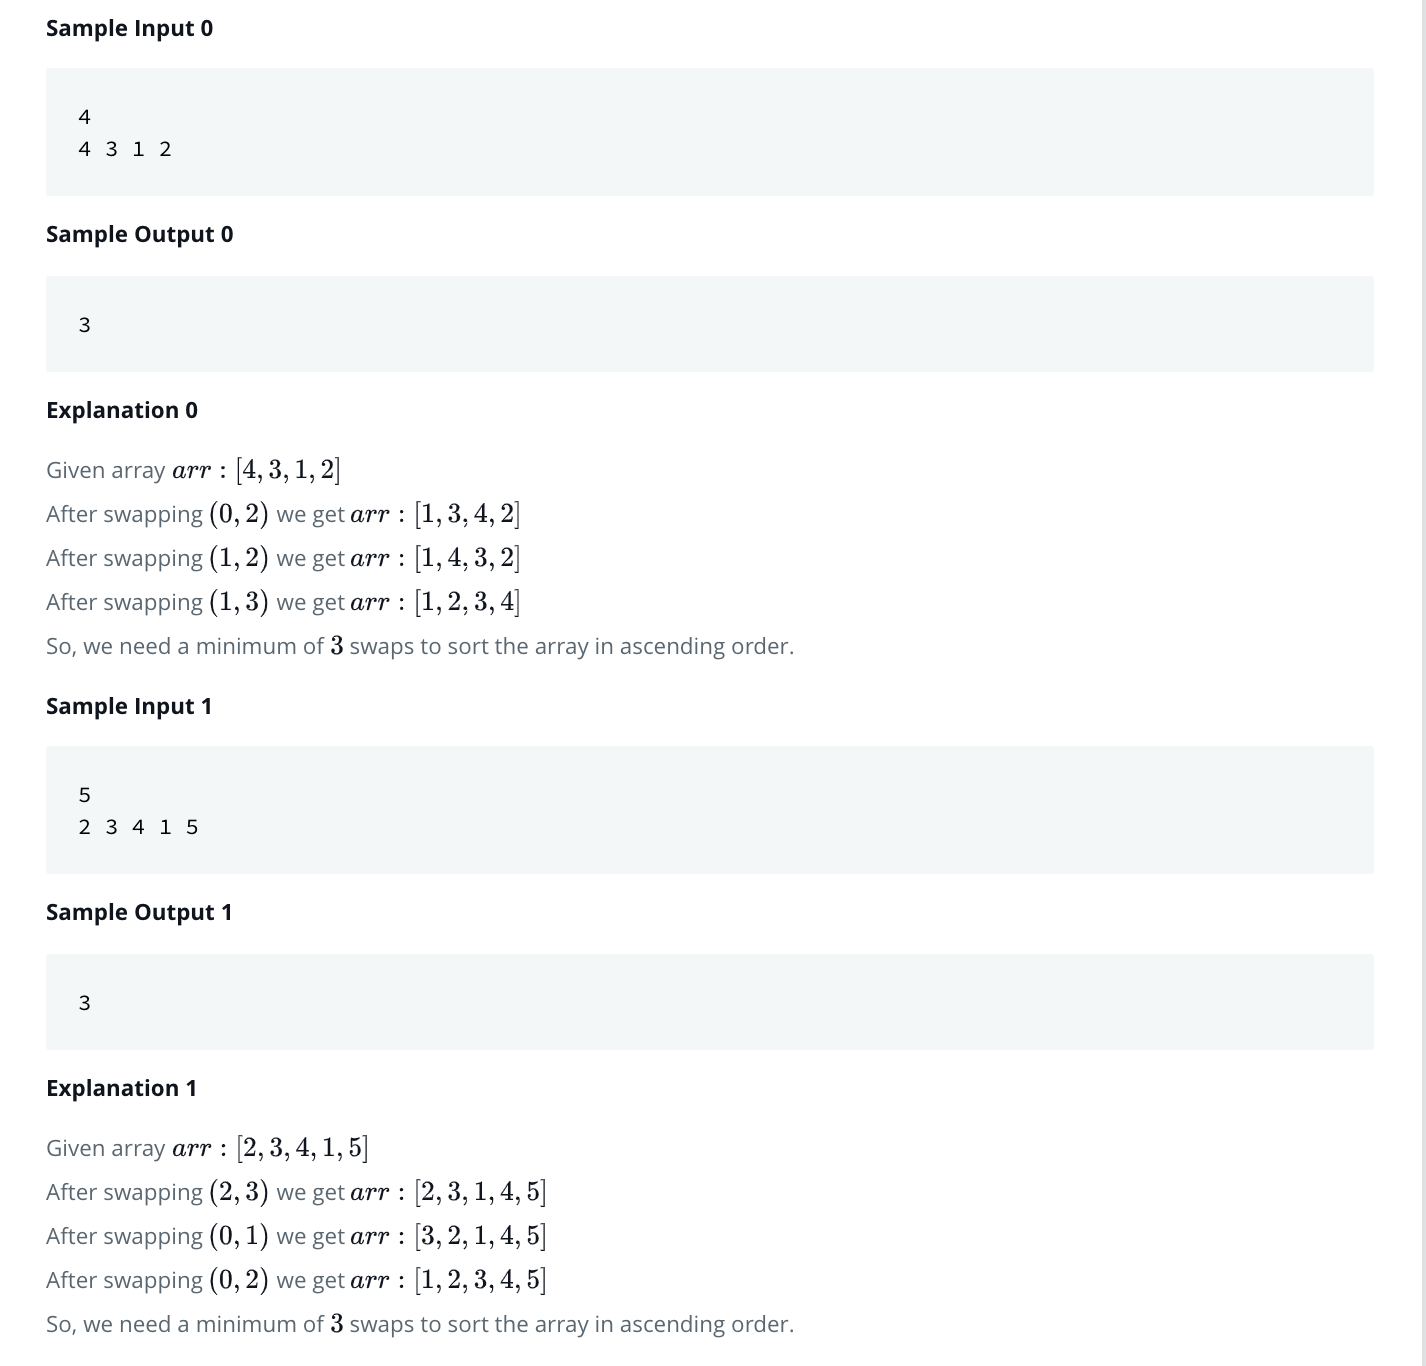 Sample Input 0
4
4 3 1 2
Sample Output 0
3
Explanation 0
Given array arr : [4, 3, 1, 2]
After swapping (0, 2) we get arr : [1, 3, 4, 2]
After swapping (1, 2) we get arr : [1, 4, 3, 2]
After swapping (1, 3) we get arr : [1, 2, 3, 4]
So, we need a minimum of 3 swaps to sort the array in ascending order.
Sample Input 1
5
2 3 4 1 5
Sample Output 1
3
Explanation 1
Given array arr : [2, 3, 4, 1, 5]
After swapping (2, 3) we get arr : [2, 3, 1, 4, 5]
After swapping (0, 1) we get arr : [3, 2, 1, 4, 5]
After swapping (0, 2) we get arr : [1, 2, 3, 4, 5]
So, we need a minimum of 3 swaps to sort the array in ascending order.